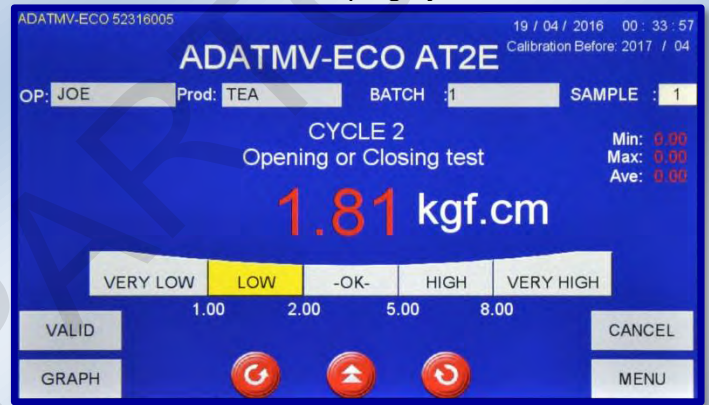 ADATMV-ECO 52316005
19 / 04 / 2016 00 : 33 : 57
Calibration Before: 2017 / 04
ADATMV-ECO AT2E
OP: JOE Prod: TEA BATCH :1 SAMPLE : 1
CYCLE 2
Opening or Closing test
Min: 0.00
Max: 0.00
Ave: 0.00
1.81 kgf.cm
VERY LOW LOW -OK- HIGH VERY HIGH
1.00 2.00 5.00 8.00
VALID CANCEL
GRAPH MENU